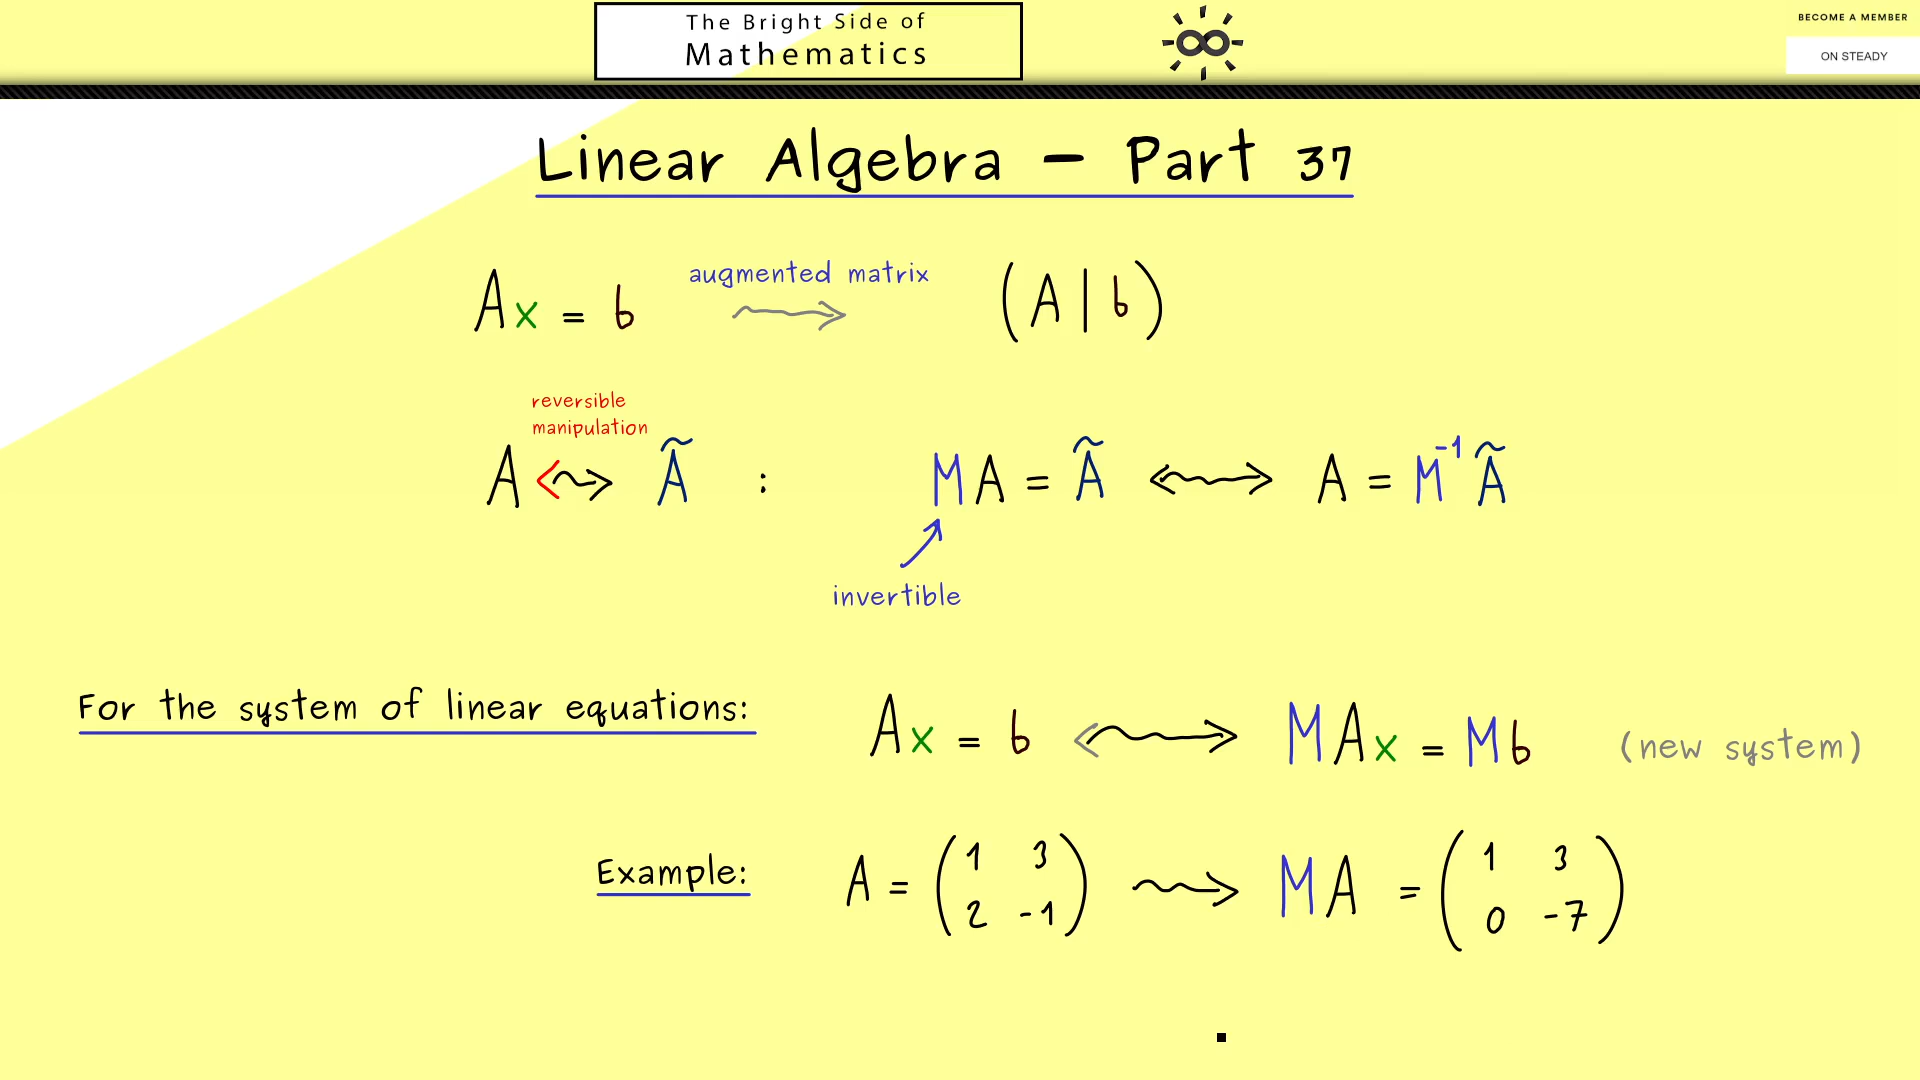 The Bright Side of
Mathematics
BECOME A MEMBER
ON STEADY
Linear Algebra – Part 37
Ax = b augmented matrix ⇝ (A | b)
reversible
manipulation
A ↭ Ã : MA = Ã ↭ A = M⁻¹Ã
invertible
For the system of linear equations: Ax = b ↭ MAx = Mb (new system)
Example: A = (1 3; 2 -1) ⇝ MA = (1 3; 0 -7)